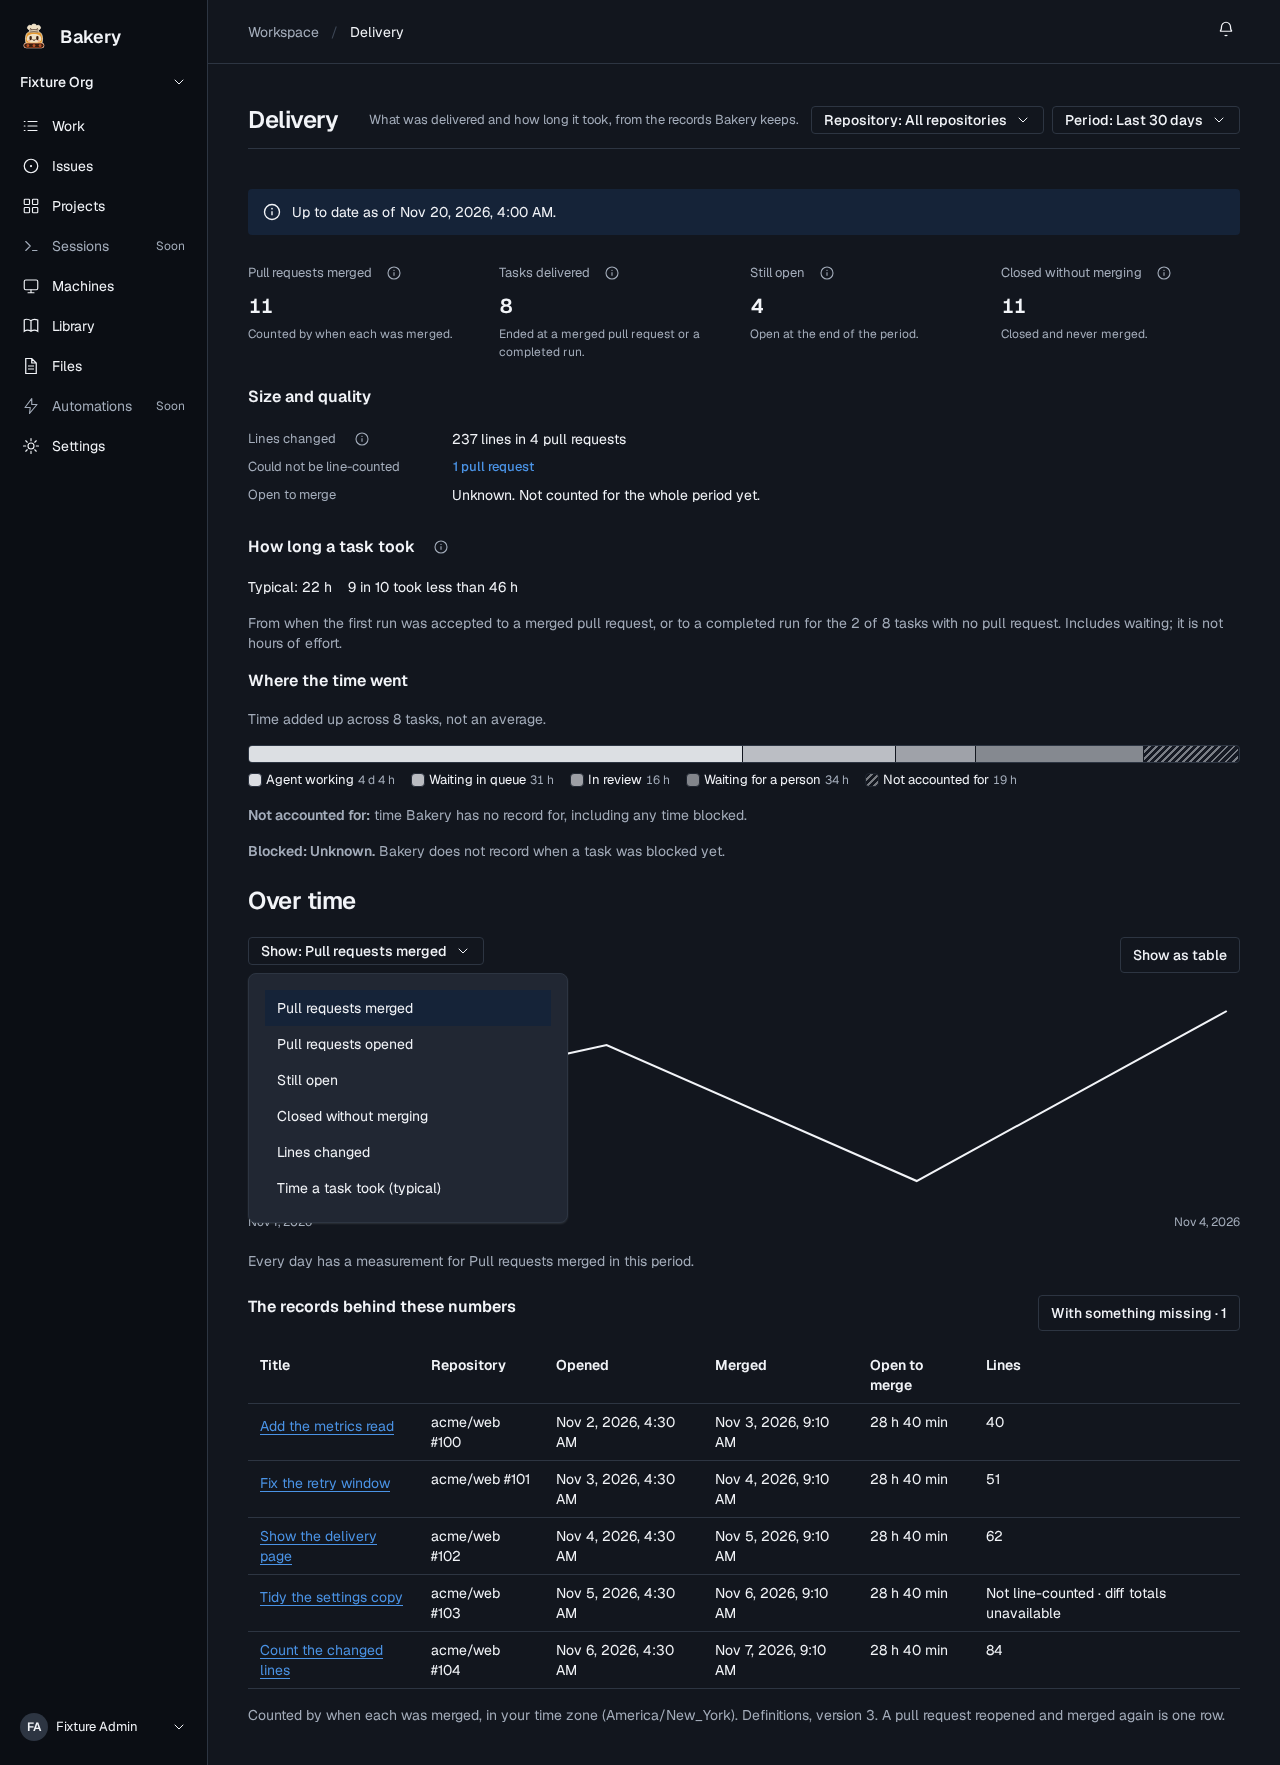 Bakery
Fixture Org
Work
Issues
Projects
Sessions Soon
Machines
Library
Files
Automations Soon
Settings
FA Fixture Admin
Workspace / Delivery
Delivery
What was delivered and how long it took, from the records Bakery keeps.
Repository: All repositories
Period: Last 30 days
Up to date as of Nov 20, 2026, 4:00 AM.
Pull requests merged
11
Counted by when each was merged.
Tasks delivered
8
Ended at a merged pull request or a
completed run.
Still open
4
Open at the end of the period.
Closed without merging
11
Closed and never merged.
Size and quality
Lines changed 237 lines in 4 pull requests
Could not be line-counted 1 pull request
Open to merge Unknown. Not counted for the whole period yet.
How long a task took
Typical: 22 h 9 in 10 took less than 46 h
From when the first run was accepted to a merged pull request, or to a completed run for the 2 of 8 tasks with no pull request. Includes waiting; it is not
hours of effort.
Where the time went
Time added up across 8 tasks, not an average.
Agent working 4 d 4 h Waiting in queue 31 h In review 16 h Waiting for a person 34 h Not accounted for 19 h
Not accounted for: time Bakery has no record for, including any time blocked.
Blocked: Unknown. Bakery does not record when a task was blocked yet.
Over time
Show: Pull requests merged
Show as table
Pull requests merged
Pull requests opened
Still open
Closed without merging
Lines changed
Time a task took (typical)
Nov 4, 2026
Every day has a measurement for Pull requests merged in this period.
The records behind these numbers
With something missing · 1
Title Repository Opened Merged Open to merge Lines
Add the metrics read acme/web #100 Nov 2, 2026, 4:30 AM Nov 3, 2026, 9:10 AM 28 h 40 min 40
Fix the retry window acme/web #101 Nov 3, 2026, 4:30 AM Nov 4, 2026, 9:10 AM 28 h 40 min 51
Show the delivery page acme/web #102 Nov 4, 2026, 4:30 AM Nov 5, 2026, 9:10 AM 28 h 40 min 62
Tidy the settings copy acme/web #103 Nov 5, 2026, 4:30 AM Nov 6, 2026, 9:10 AM 28 h 40 min Not line-counted · diff totals unavailable
Count the changed lines acme/web #104 Nov 6, 2026, 4:30 AM Nov 7, 2026, 9:10 AM 28 h 40 min 84
Counted by when each was merged, in your time zone (America/New_York). Definitions, version 3. A pull request reopened and merged again is one row.